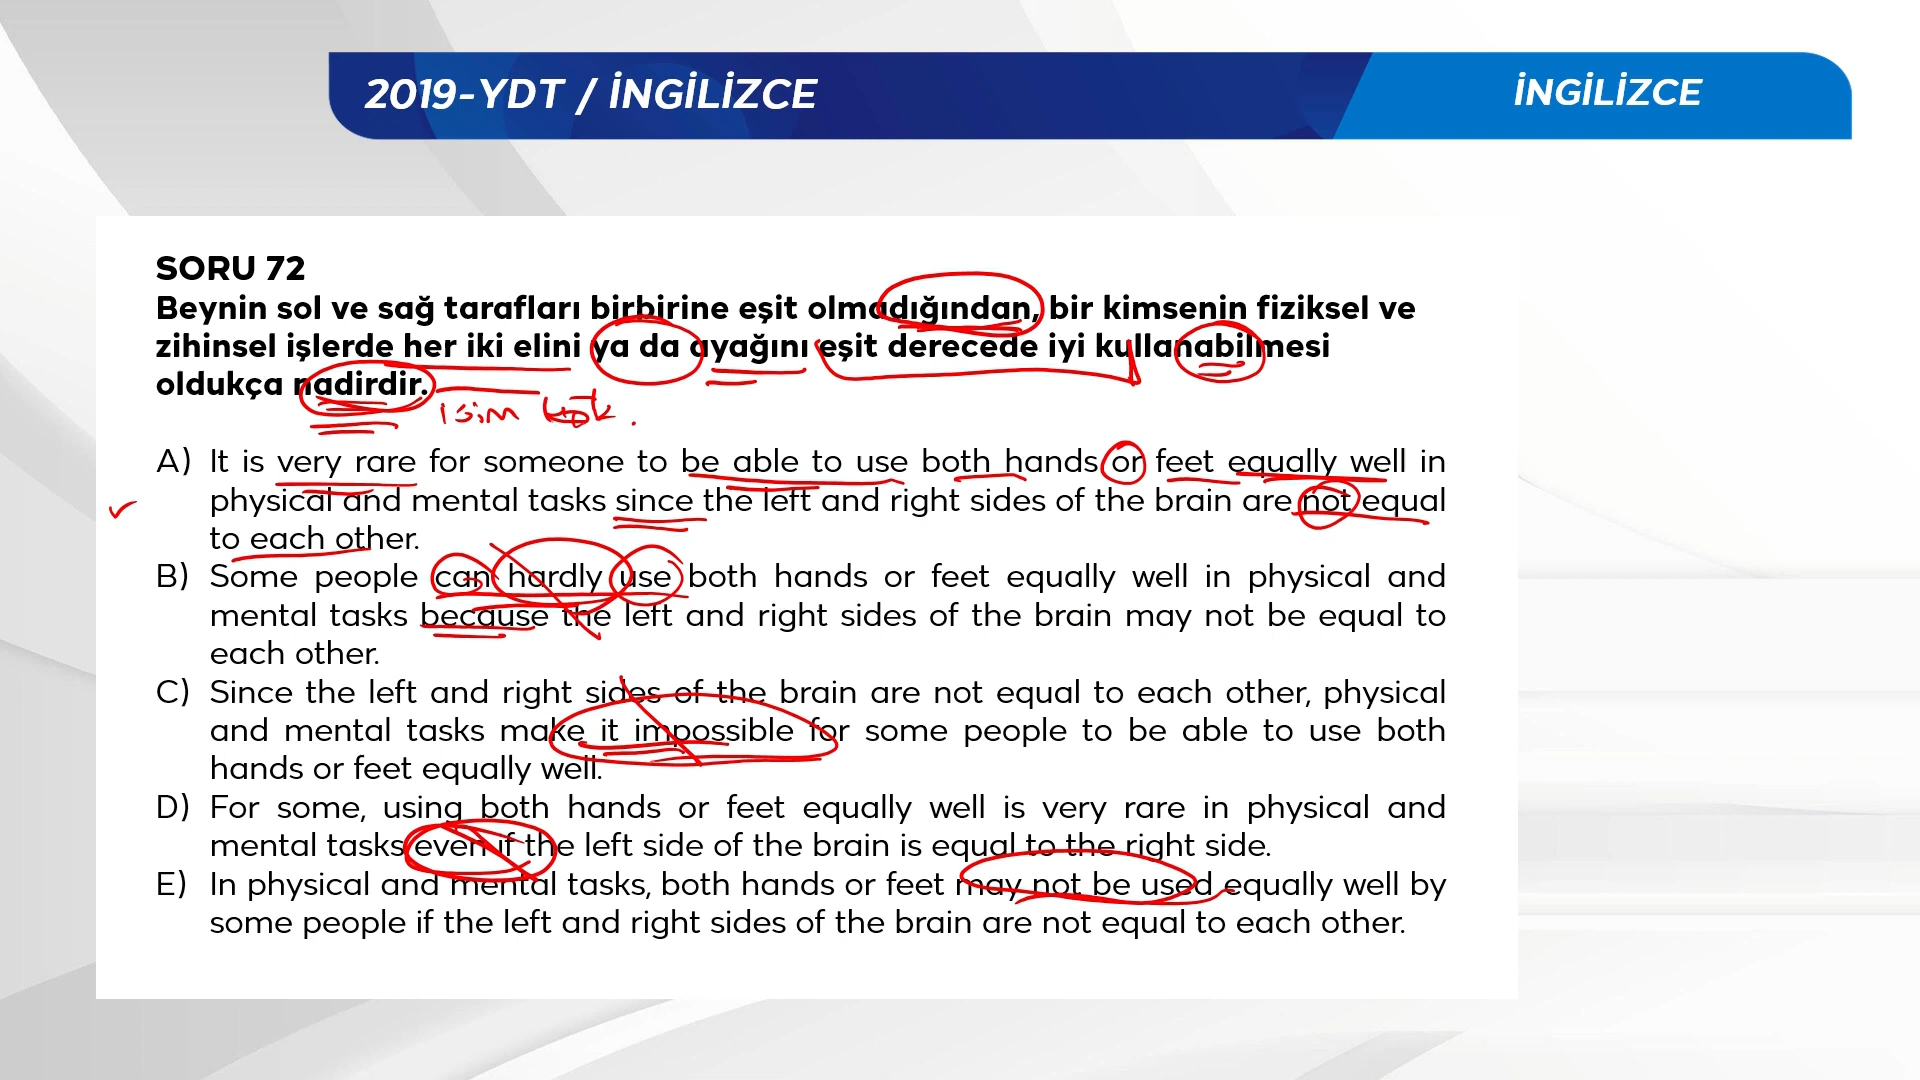 2019-YDT / İNGİLİZCE
İNGİLİZCE
SORU 72
Beynin sol ve sağ tarafları birbirine eşit olmadığından, bir kimsenin fiziksel ve
zihinsel işlerde her iki elini ya da ayağını eşit derecede iyi kullanabilmesi
oldukça nadirdir.
isim kök.
A) It is very rare for someone to be able to use both hands or feet equally well in
physical and mental tasks since the left and right sides of the brain are not equal
to each other.
B) Some people can hardly use both hands or feet equally well in physical and
mental tasks because the left and right sides of the brain may not be equal to
each other.
C) Since the left and right sides of the brain are not equal to each other, physical
and mental tasks make it impossible for some people to be able to use both
hands or feet equally well.
D) For some, using both hands or feet equally well is very rare in physical and
mental tasks even if the left side of the brain is equal to the right side.
E) In physical and mental tasks, both hands or feet may not be used equally well by
some people if the left and right sides of the brain are not equal to each other.